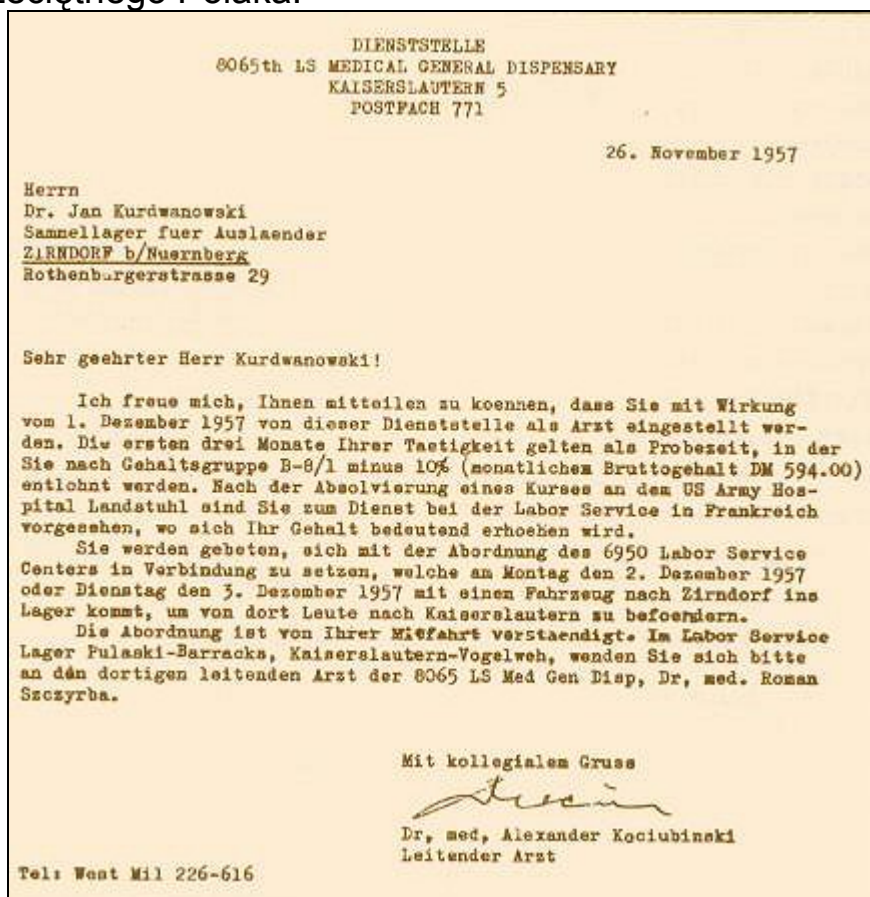 DIENSTSTELLE
8065th LS MEDICAL GENERAL DISPENSARY
KAISERSLAUTERN 5
POSTFACH 771
26. November 1957
Herrn
Dr. Jan Kurdwanowski
Sammellager fuer Auslaender
ZIRNDORF b/Nuernberg
Rothenburgerstrasse 29
Sehr geehrter Herr Kurdwanowski!
Ich freue mich, Ihnen mitteilen zu koennen, dass Sie mit Wirkung
vom 1. Dezember 1957 von dieser Dienststelle als Arzt eingestellt wer-
den. Die ersten drei Monate Ihrer Taetigkeit gelten als Probezeit, in der
Sie nach Gehaltsgruppe B-8/1 minus 10% (monatlichem Bruttogehalt DM 594.00)
entlohnt werden. Nach der Absolvierung eines Kurses an dem US Army Hos-
pital Landstuhl sind Sie zum Dienst bei der Labor Service in Frankreich
vorgesehen, wo sich Ihr Gehalt bedeutend erhoehen wird.
Sie werden gebeten, sich mit der Abordnung des 6950 Labor Service
Centers in Verbindung zu setzen, welche am Montag den 2. Dezember 1957
oder Dienstag den 3. Dezember 1957 mit einem Fahrzeug nach Zirndorf ins
Lager kommt, um von dort Leute nach Kaiserslautern zu befoerdern.
Die Abordnung ist von Ihrer Mitfahrt verstaendigt. Im Labor Service
Lager Pulaski-Barracks, Kaiserslautern-Vogelweh, wenden Sie sich bitte
an den dortigen leitenden Arzt der 8065 LS Med Gen Disp, Dr, med. Roman
Szczyrba.
Mit kollegialem Gruss
Dr, med, Alexander Kociubinski
Leitender Arzt
Tel: West Mil 226-616